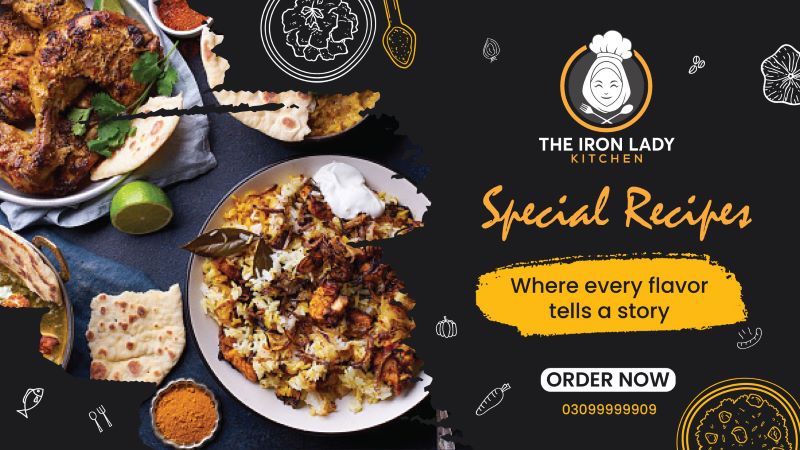 THE IRON LADY
KITCHEN
Special Recipes
Where every flavor
tells a story
ORDER NOW
03099999909